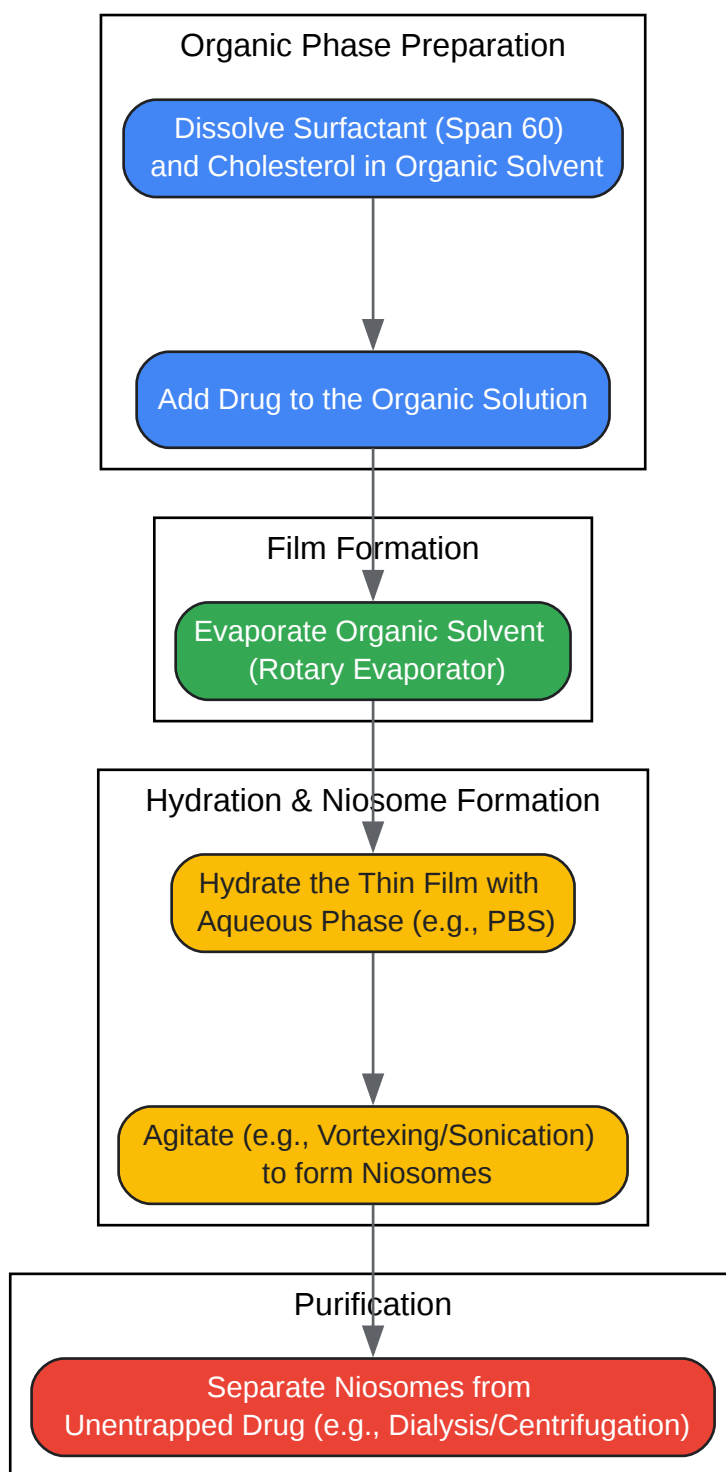 Organic Phase Preparation
Dissolve Surfactant (Span 60)
and Cholesterol in Organic Solvent
Add Drug to the Organic Solution
Film Formation
Evaporate Organic Solvent
(Rotary Evaporator)
Hydration & Niosome Formation
Hydrate the Thin Film with
Aqueous Phase (e.g., PBS)
Agitate (e.g., Vortexing/Sonication)
to form Niosomes
Purification
Separate Niosomes from
Unentrapped Drug (e.g., Dialysis/Centrifugation)